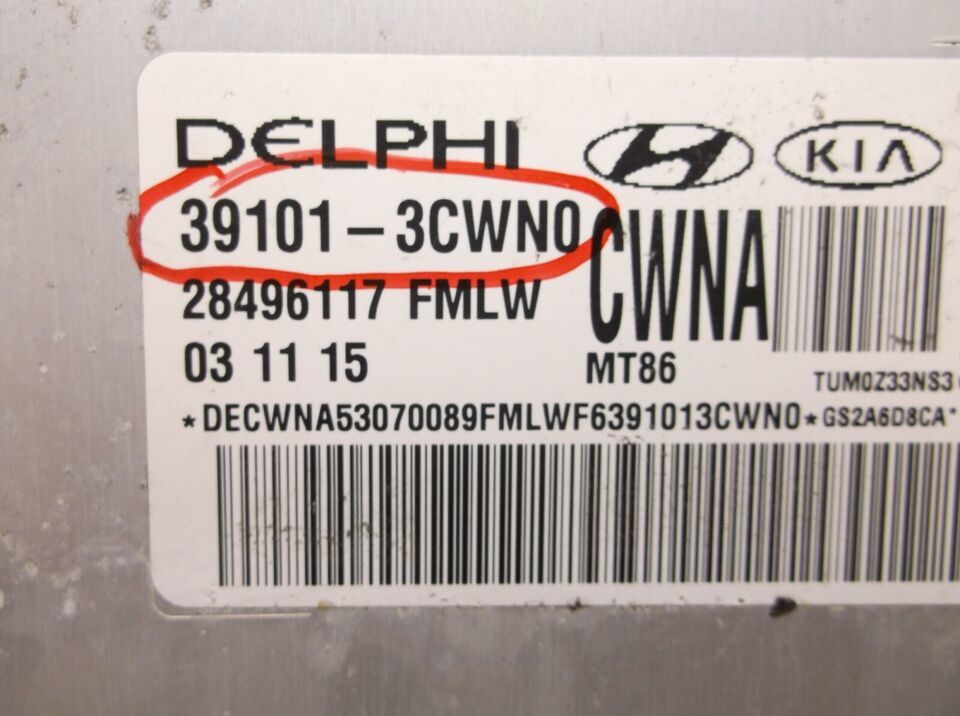 DELPHI KIA
39101-3CWN0
CWNA
28496117 FMLW
03 11 15
MT86 TUM0Z33NS3
*DECWNA53070089FMLWF6391013CWN0* GS2A6D8CA*